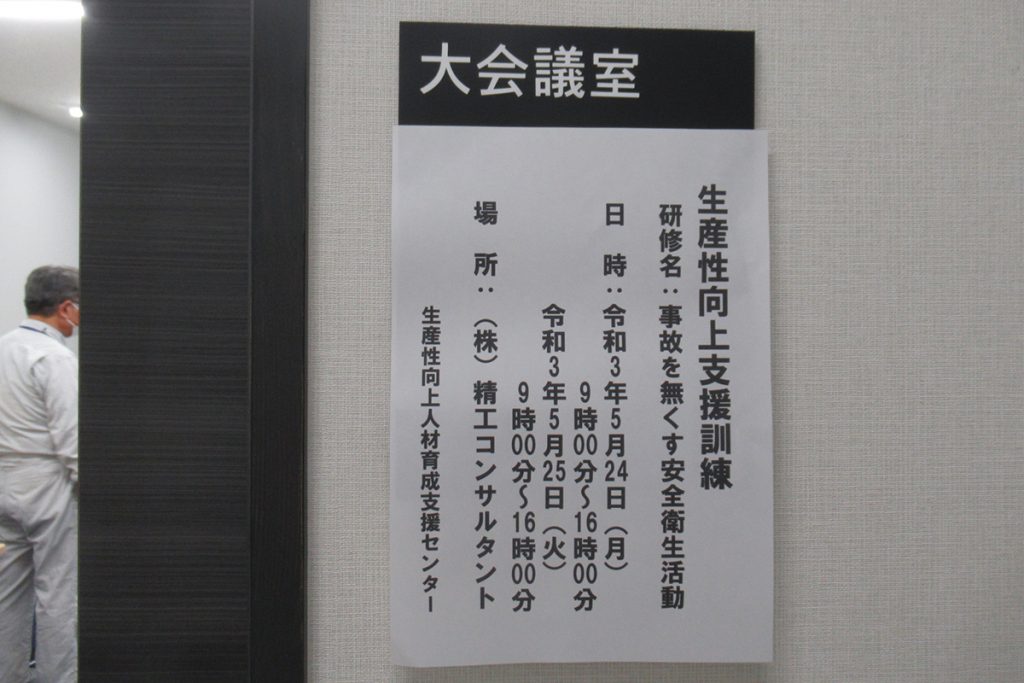 大会議室
生産性向上支援訓練
研修名：事故を無くす安全衛生活動
日　時：令和３年５月24日（月）
９時00分～16時00分
令和３年５月25日（火）
９時00分～16時00分
場　所：（株）精工コンサルタント
生産性向上人材育成支援センター